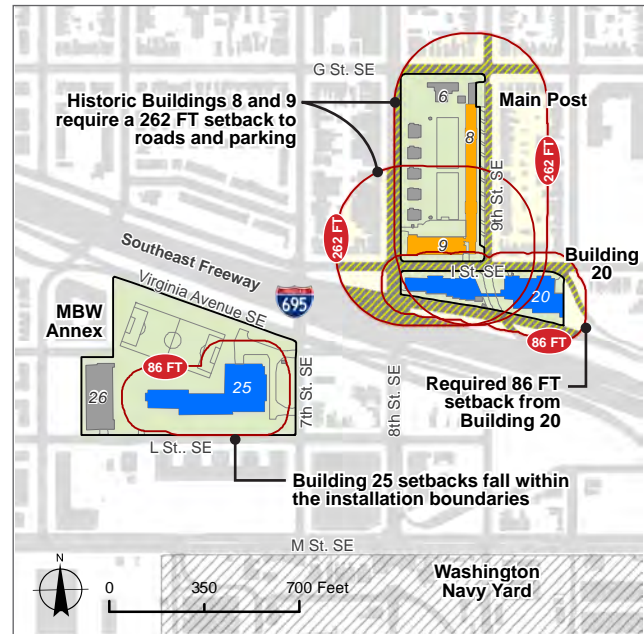 G St. SE
Historic Buildings 8 and 9
require a 262 FT setback to
roads and parking
6
Main Post
8
262 FT
9th St. SE
262 FT
9
Southeast Freeway
Building
20
I St. SE
Virginia Avenue SE
695
20
MBW
Annex
86 FT
86 FT
25
26
7th St. SE
8th St. SE
Required 86 FT
setback from
Building 20
L St.. SE
Building 25 setbacks fall within
the installation boundaries
M St. SE
N
0 350 700 Feet
Washington
Navy Yard